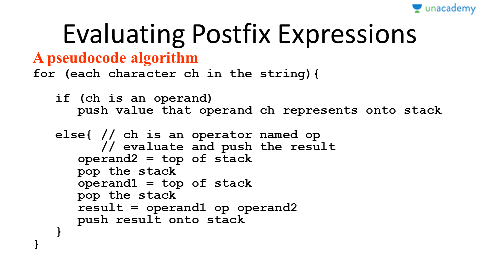 unacademy
Evaluating Postfix Expressions
A pseudocode algorithm
for (each character ch in the string){
if (ch is an operand)
push value that operand ch represents onto stack
else{ // ch is an operator named op
// evaluate and push the result
operand2 = top of stack
pop the stack
operand1 = top of stack
pop the stack
result = operand1 op operand2
push result onto stack
}
}